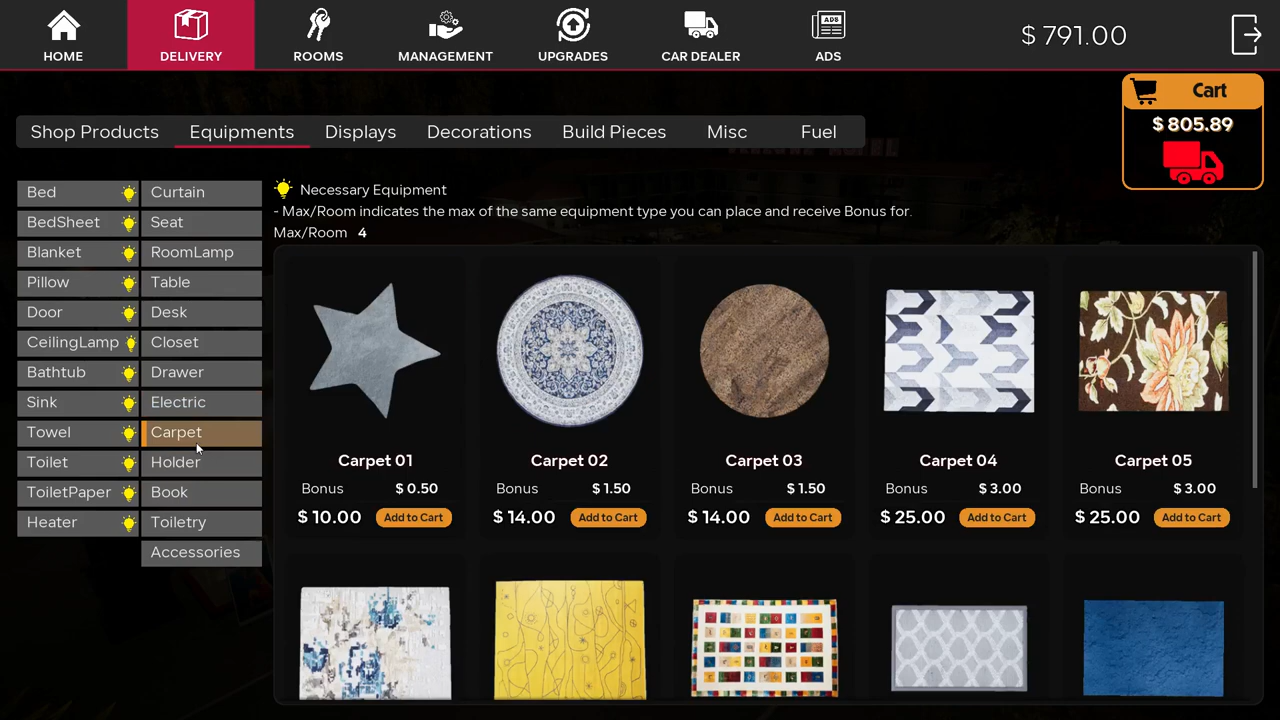 HOME
DELIVERY
ROOMS
MANAGEMENT
UPGRADES
CAR DEALER
ADS
ADS
$ 791.00
Cart
$ 805.89
Shop Products
Equipments
Displays
Decorations
Build Pieces
Misc
Fuel
Bed
Curtain
BedSheet
Seat
Blanket
RoomLamp
Pillow
Table
Door
Desk
CeilingLamp
Closet
Bathtub
Drawer
Sink
Electric
Towel
Carpet
Toilet
Holder
ToiletPaper
Book
Heater
Toiletry
Accessories
Necessary Equipment
- Max/Room indicates the max of the same equipment type you can place and receive Bonus for.
Max/Room 4
Carpet 01
Bonus $ 0.50
$ 10.00 Add to Cart
Carpet 02
Bonus $ 1.50
$ 14.00 Add to Cart
Carpet 03
Bonus $ 1.50
$ 14.00 Add to Cart
Carpet 04
Bonus $ 3.00
$ 25.00 Add to Cart
Carpet 05
Bonus $ 3.00
$ 25.00 Add to Cart